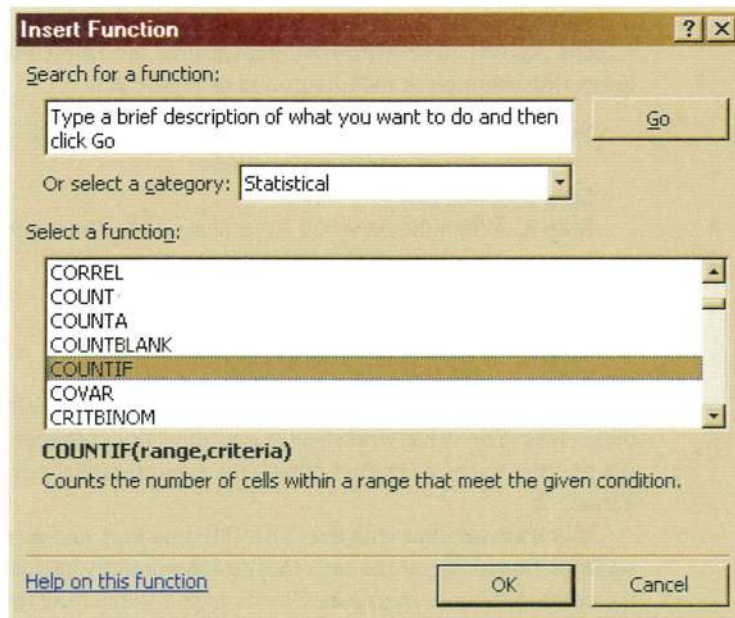 Insert Function
Search for a function:
Type a brief description of what you want to do and then
click Go
Go
Or select a category: Statistical
Select a function:
CORREL
COUNT
COUNTA
COUNTBLANK
COUNTIF
COVAR
CRITBINOM
COUNTIF(range,criteria)
Counts the number of cells within a range that meet the given condition.
Help on this function
OK
Cancel